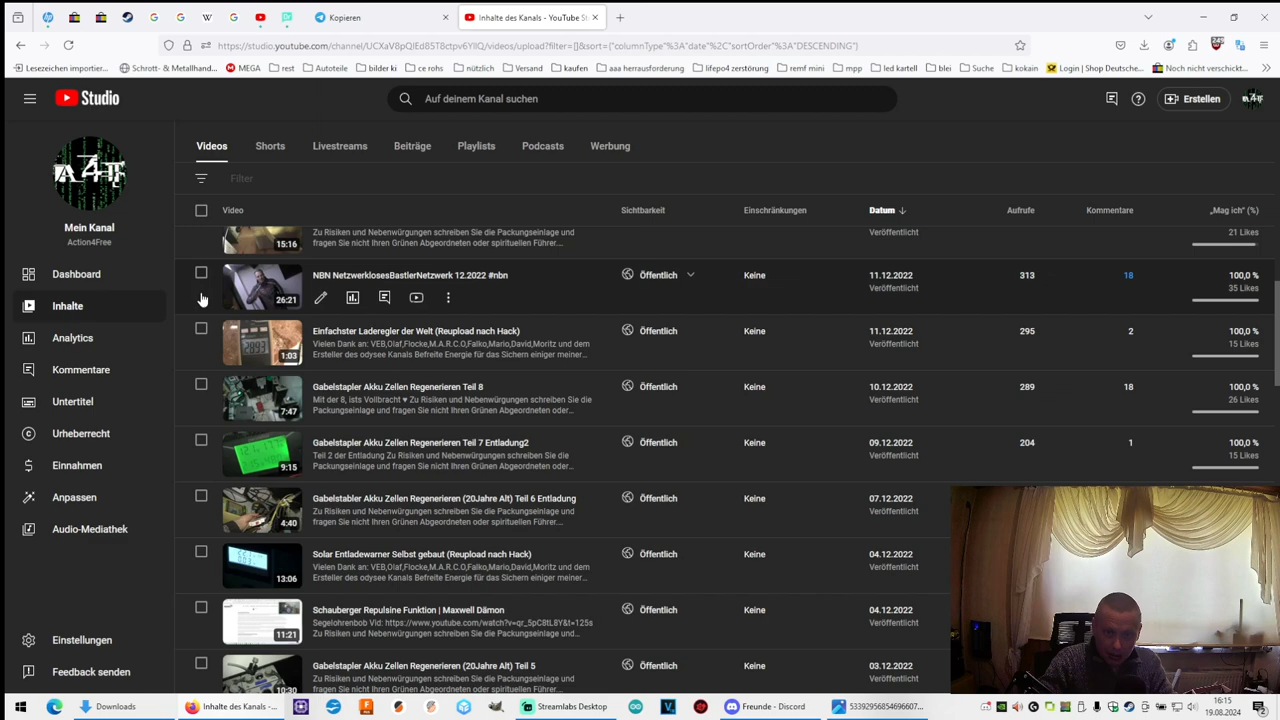 Kopieren
Inhalte des Kanals - YouTube St
https://studio.youtube.com/channel/UCXaV8pQIEd85T8ctpv6YIlQ/videos/upload?filter=[]&sort={"columnType"%3A"date"%2C"sortOrder"%3A"DESCENDING"}
Lesezeichen importier...
Schrott- & Metallhand...
MEGA
rest
Autoteile
bilder ki
ce rohs
nützlich
Versand
kaufen
aaa herrausforderung
lifepo4 zerstörung
remf mini
mpp
led kartell
blei
Suche
kokain
Login | Shop Deutsche...
Noch nicht verschickt...
Studio
Auf deinem Kanal suchen
Erstellen
A4F
Mein Kanal
Action4Free
Dashboard
Inhalte
Analytics
Kommentare
Untertitel
Urheberrecht
Einnahmen
Anpassen
Audio-Mediathek
Einstellungen
Feedback senden
Videos Shorts Livestreams Beiträge Playlists Podcasts Werbung
Filter
Video Sichtbarkeit Einschränkungen Datum Aufrufe Kommentare „Mag ich“ (%)
15:16
Zu Risiken und Nebenwürgungen schreiben Sie die Packungseinlage und
fragen Sie nicht Ihren Grünen Abgeordneten oder spirituellen Führer...
Veröffentlicht
21 Likes
NBN NetzwerklosesBastlerNetzwerk 12.2022 #nbn
26:21
Öffentlich Keine 11.12.2022 313 18 100,0 %
Veröffentlicht 35 Likes
Einfachster Laderegler der Welt (Reupload nach Hack)
Vielen Dank an: VEB,Olaf,Flocke,M.A.R.C.O,Falko,Mario,David,Moritz und dem
Ersteller des odysee Kanals Befreite Energie für das Sichern einiger meiner...
1:03
Öffentlich Keine 11.12.2022 295 2 100,0 %
Veröffentlicht 15 Likes
Gabelstapler Akku Zellen Regenerieren Teil 8
Mit der 8, ists Vollbracht ♥ Zu Risiken und Nebenwürgungen schreiben Sie die
Packungseinlage und fragen Sie nicht Ihren Grünen Abgeordneten oder...
7:47
Öffentlich Keine 10.12.2022 289 18 100,0 %
Veröffentlicht 26 Likes
Gabelstapler Akku Zellen Regenerieren Teil 7 Entladung2
Teil 2 der Entladung Zu Risiken und Nebenwürgungen schreiben Sie die
Packungseinlage und fragen Sie nicht Ihren Grünen Abgeordneten oder...
9:15
Öffentlich Keine 09.12.2022 204 1 100,0 %
Veröffentlicht 15 Likes
Gabelstabler Akku Zellen Regenerieren (20Jahre Alt) Teil 6 Entladung
Zu Risiken und Nebenwürgungen schreiben Sie die Packungseinlage und
fragen Sie nicht Ihren Grünen Abgeordneten oder spirituellen Führer...
4:40
Öffentlich Keine 07.12.2022
Veröffentlicht
Solar Entladewarner Selbst gebaut (Reupload nach Hack)
Vielen Dank an: VEB,Olaf,Flocke,M.A.R.C.O,Falko,Mario,David,Moritz und dem
Ersteller des odysee Kanals Befreite Energie für das Sichern einiger meiner...
13:06
Öffentlich Keine 04.12.2022
Veröffentlicht
Schauberger Repulsine Funktion | Maxwell Dämon
Segelohrenbob Vid: https://www.youtube.com/watch?v=qr_5pC8tL8Y&t=125s
Zu Risiken und Nebenwürgungen schreiben Sie die Packungseinlage und...
11:21
Öffentlich Keine 04.12.2022
Veröffentlicht
Gabelstapler Akku Zellen Regenerieren (20Jahre Alt) Teil 5
Zu Risiken und Nebenwürgungen schreiben Sie die Packungseinlage und
10:30
Öffentlich Keine 03.12.2022
Veröffentlicht
Downloads
Inhalte des Kanals - ...
Streamlabs Desktop
Freunde - Discord
53392956854696607...
16:15
19.08.2024